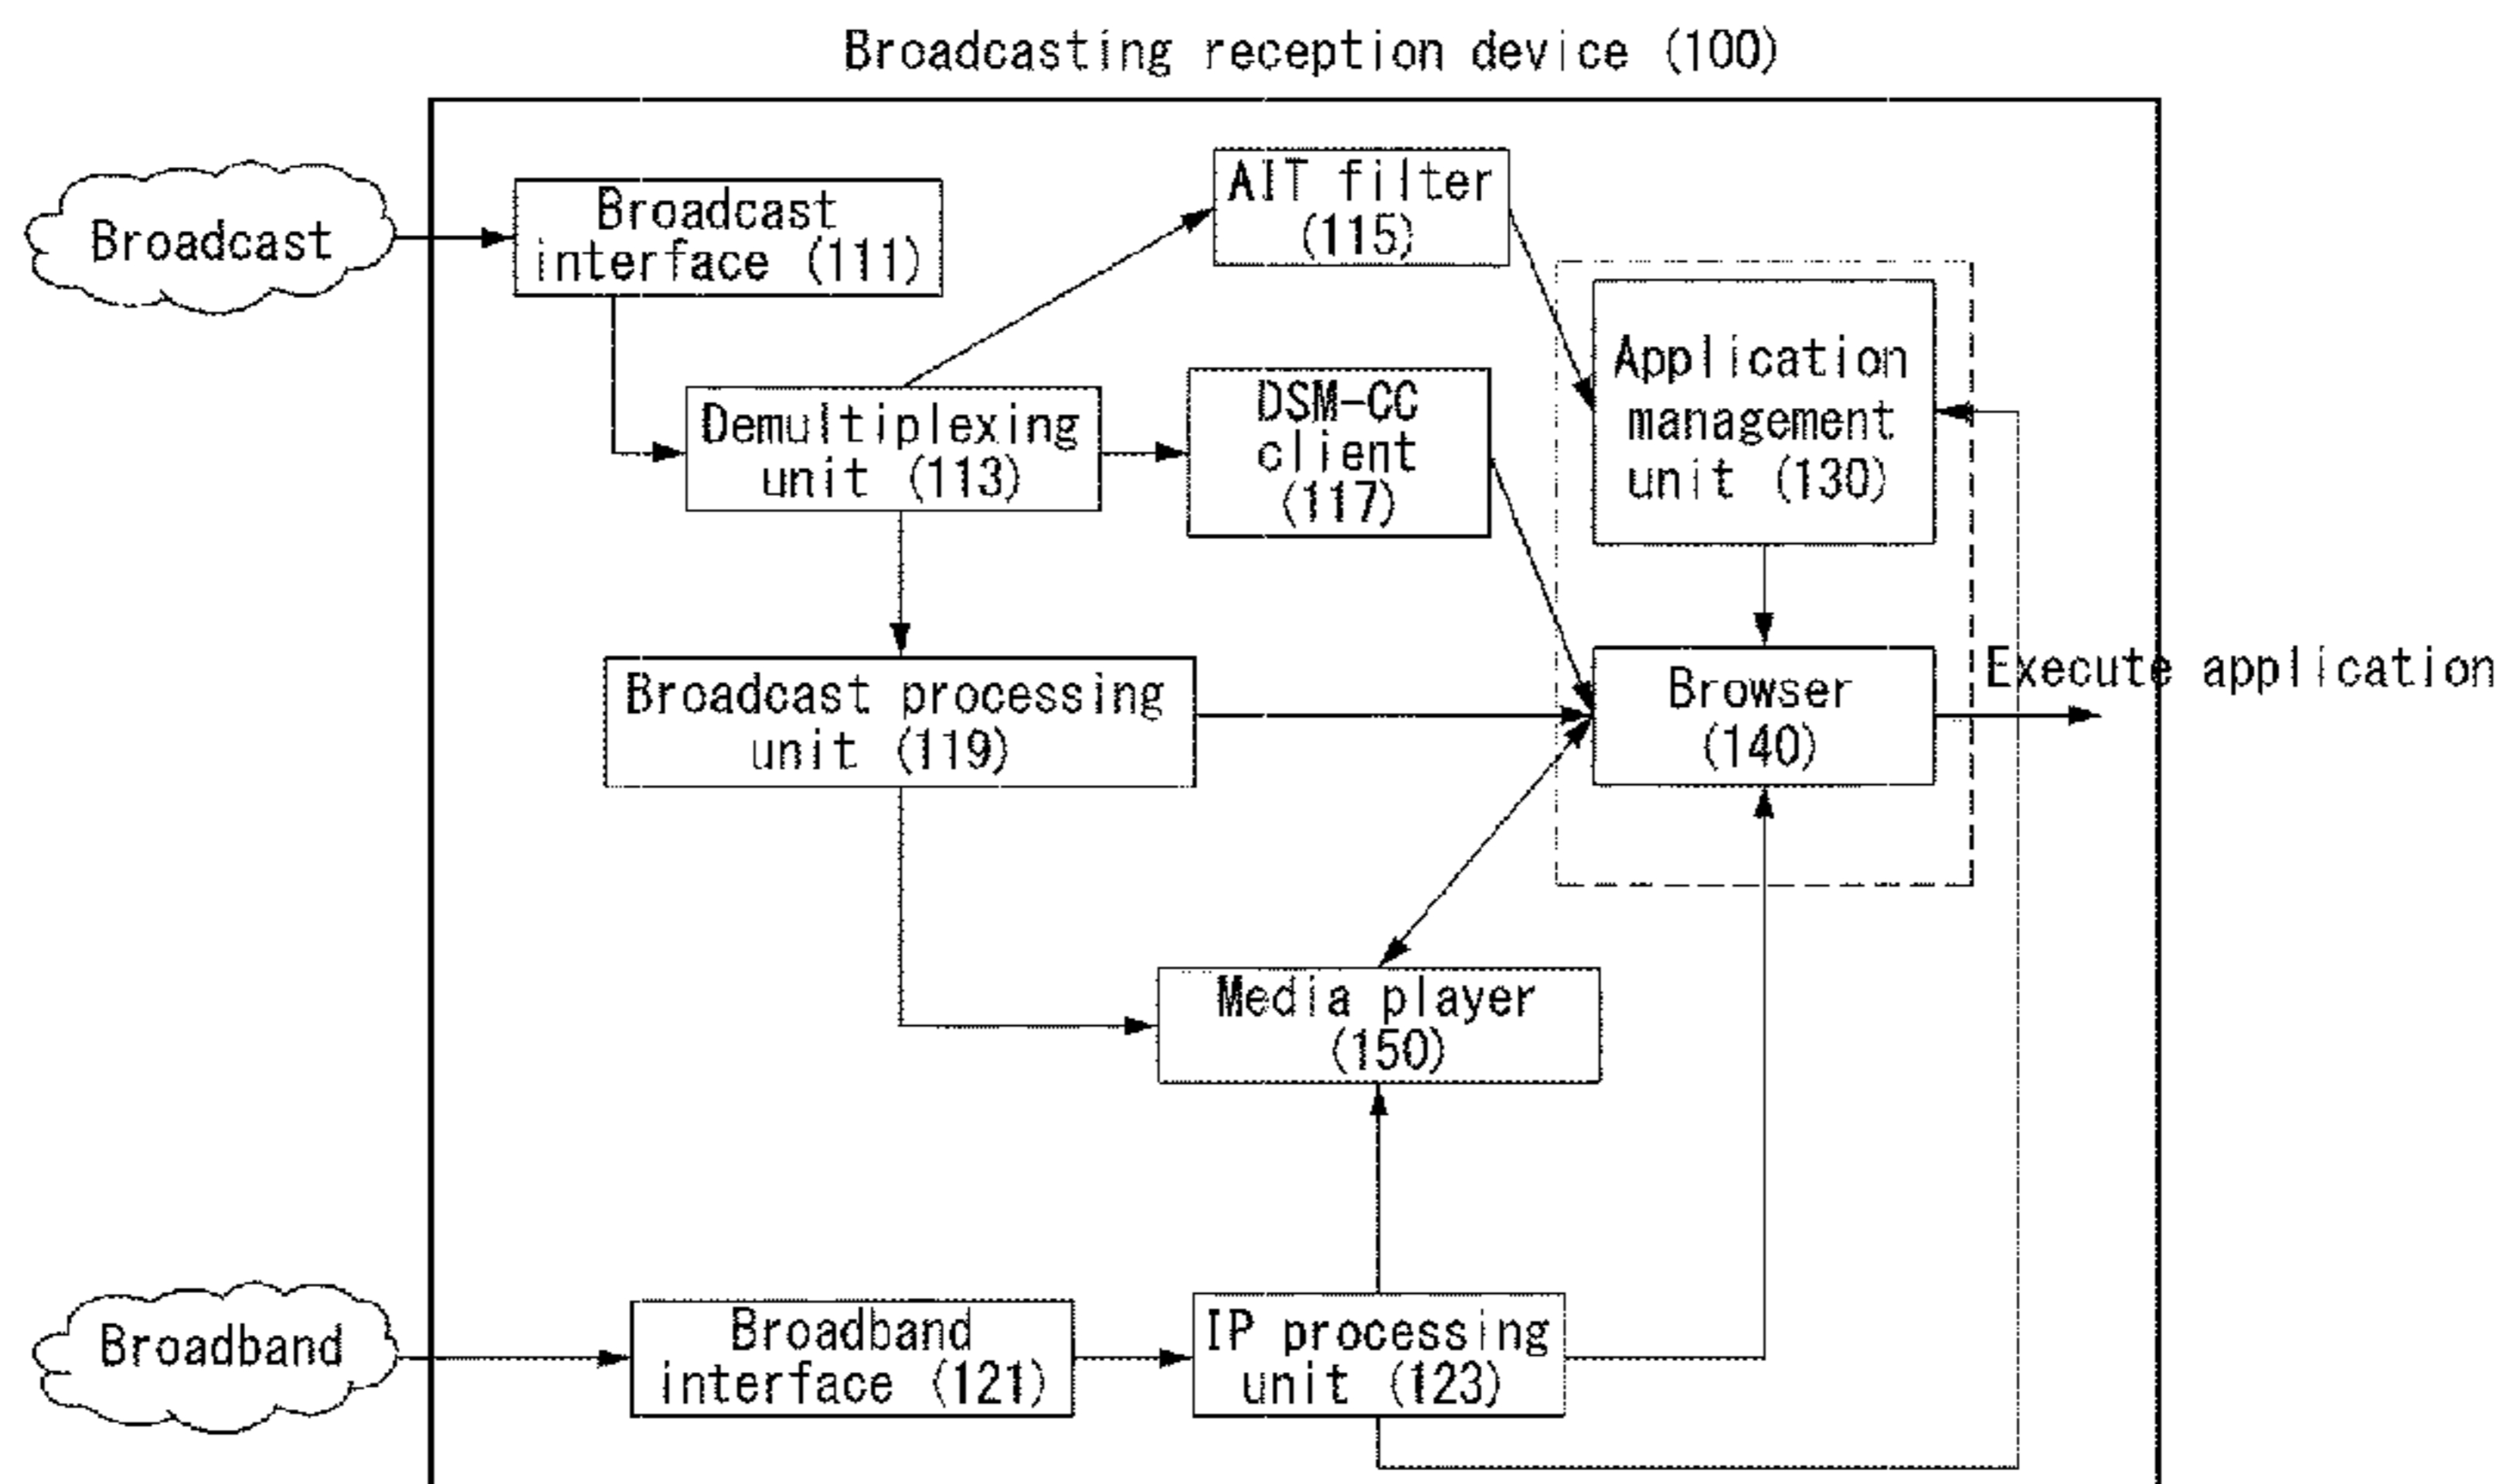 Broadcasting reception device (100)
Broadcast
Broadcast
interface (111)
AIT filter
(115)
Demultiplexing
unit (113)
DSM-CC
client
(117)
Application
management
unit (130)
Broadcast processing
unit (119)
Browser
(140)
Execute application
Media player
(150)
Broadband
Broadband
interface (121)
IP processing
unit (123)